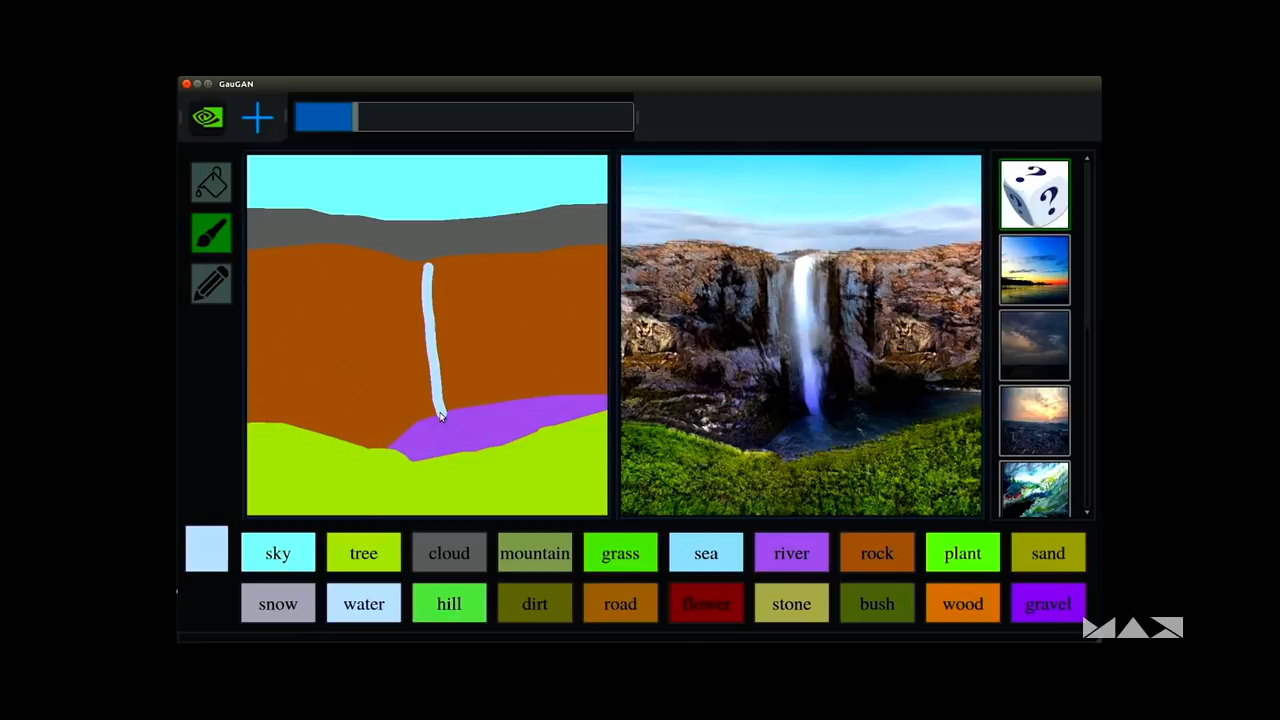 GauGAN
sky tree cloud mountain grass sea river rock plant sand
snow water hill dirt road flower stone bush wood gravel
MAX